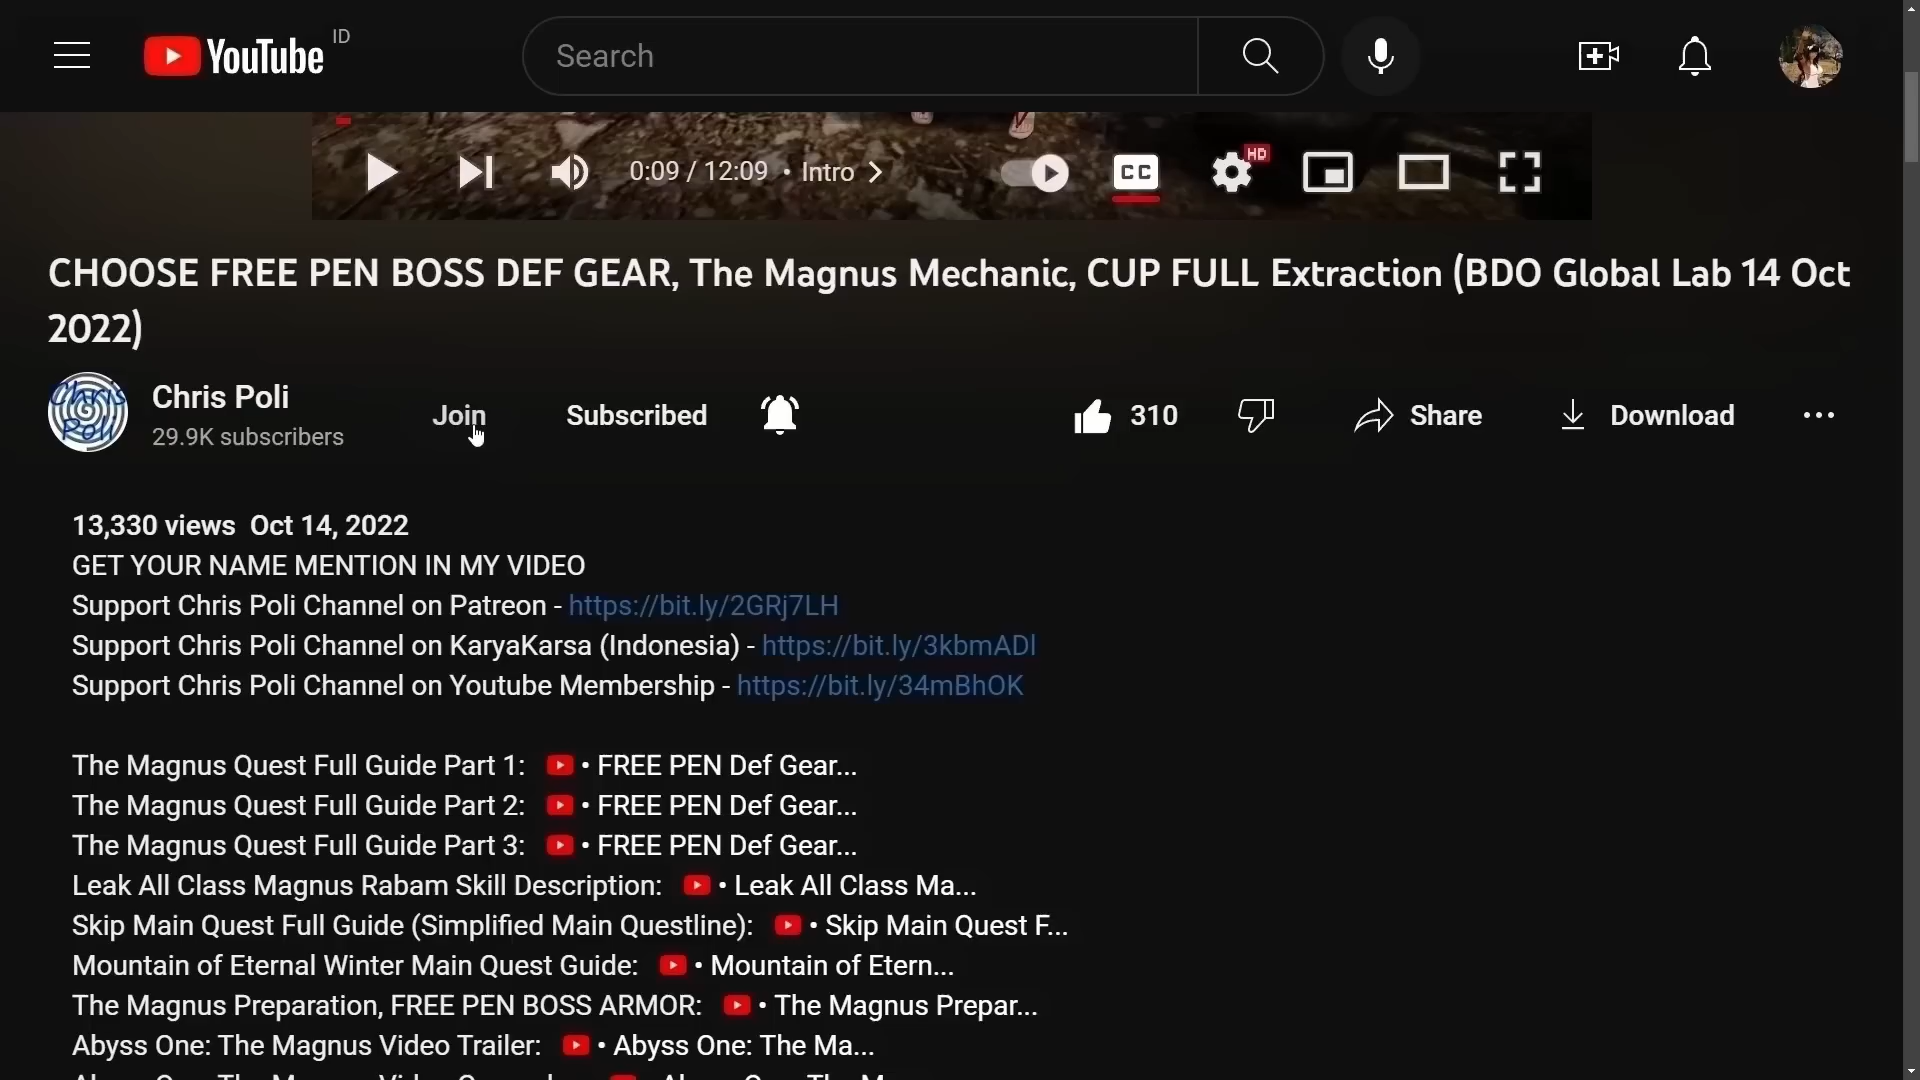 YouTube ID
Search
0:09 / 12:09 • Intro
CC
HD
CHOOSE FREE PEN BOSS DEF GEAR, The Magnus Mechanic, CUP FULL Extraction (BDO Global Lab 14 Oct
2022)
Chris Poli
Chris Poli
29.9K subscribers
Join
Subscribed
310
Share
Download
13,330 views Oct 14, 2022
GET YOUR NAME MENTION IN MY VIDEO
Support Chris Poli Channel on Patreon - https://bit.ly/2GRj7LH
Support Chris Poli Channel on KaryaKarsa (Indonesia) - https://bit.ly/3kbmADl
Support Chris Poli Channel on Youtube Membership - https://bit.ly/34mBhOK
The Magnus Quest Full Guide Part 1: • FREE PEN Def Gear...
The Magnus Quest Full Guide Part 2: • FREE PEN Def Gear...
The Magnus Quest Full Guide Part 3: • FREE PEN Def Gear...
Leak All Class Magnus Rabam Skill Description: • Leak All Class Ma...
Skip Main Quest Full Guide (Simplified Main Questline): • Skip Main Quest F...
Mountain of Eternal Winter Main Quest Guide: • Mountain of Etern...
The Magnus Preparation, FREE PEN BOSS ARMOR: • The Magnus Prepar...
Abyss One: The Magnus Video Trailer: • Abyss One: The Ma...